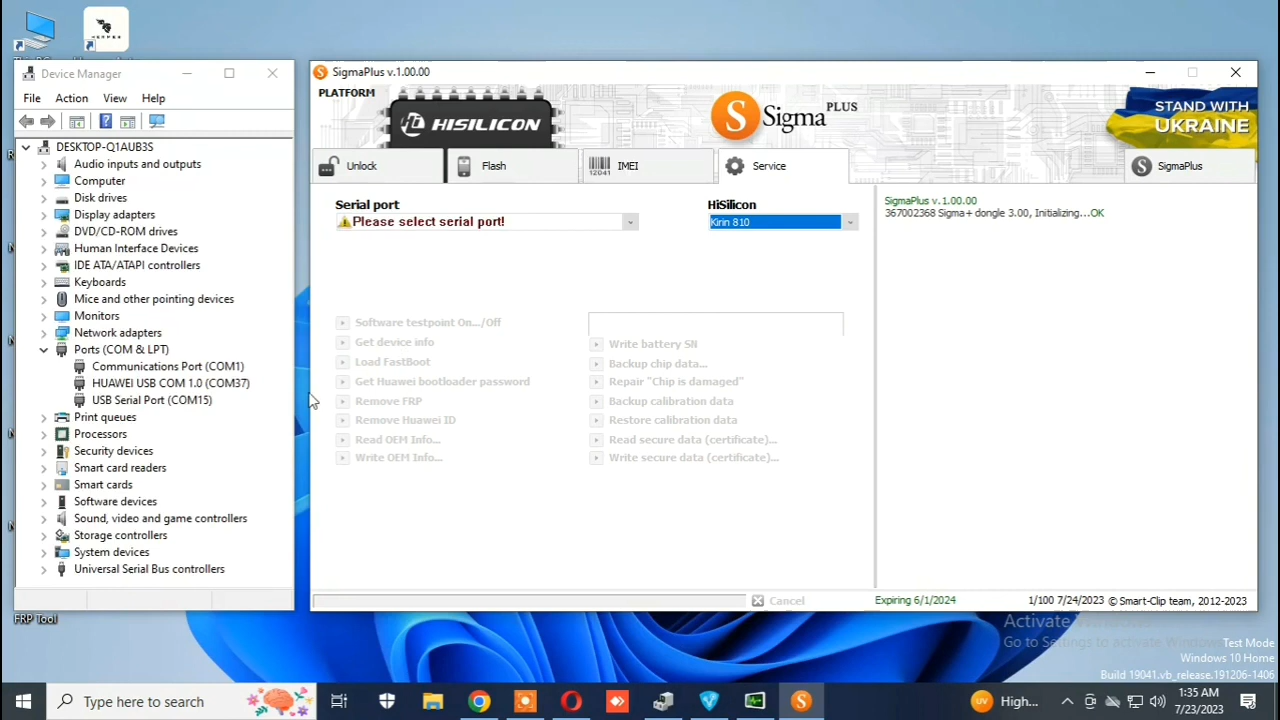 Device Manager
File Action View Help
DESKTOP-Q1AUB3S
Audio inputs and outputs
Computer
Disk drives
Display adapters
DVD/CD-ROM drives
Human Interface Devices
IDE ATA/ATAPI controllers
Keyboards
Mice and other pointing devices
Monitors
Network adapters
Ports (COM & LPT)
Communications Port (COM1)
HUAWEI USB COM 1.0 (COM37)
USB Serial Port (COM15)
Print queues
Processors
Security devices
Smart card readers
Smart cards
Software devices
Sound, video and game controllers
Storage controllers
System devices
Universal Serial Bus controllers
FRP Tool
SigmaPlus v.1.00.00
PLATFORM
HISILICON
S Sigma PLUS
STAND WITH
UKRAINE
Unlock
Flash
12041
IMEI
Service
S SigmaPlus
Serial port
Please select serial port!
HiSilicon
Kirin 810
Software testpoint On.../Off
Get device info
Load FastBoot
Get Huawei bootloader password
Remove FRP
Remove Huawei ID
Read OEM Info...
Write OEM Info...
Write battery SN
Backup chip data...
Repair "Chip is damaged"
Backup calibration data
Restore calibration data
Read secure data (certificate)...
Write secure data (certificate)...
SigmaPlus v.1.00.00
367002368 Sigma+ dongle 3.00, Initializing...OK
Cancel
Expiring 6/1/2024
1/100 7/24/2023 © Smart-Clip team, 2012-2023
Activate Windows
Go to Settings to activate Windows
Test Mode
Windows 10 Home
Build 19041.vb_release.191206-1406
Type here to search
High...
1:35 AM
7/23/2023